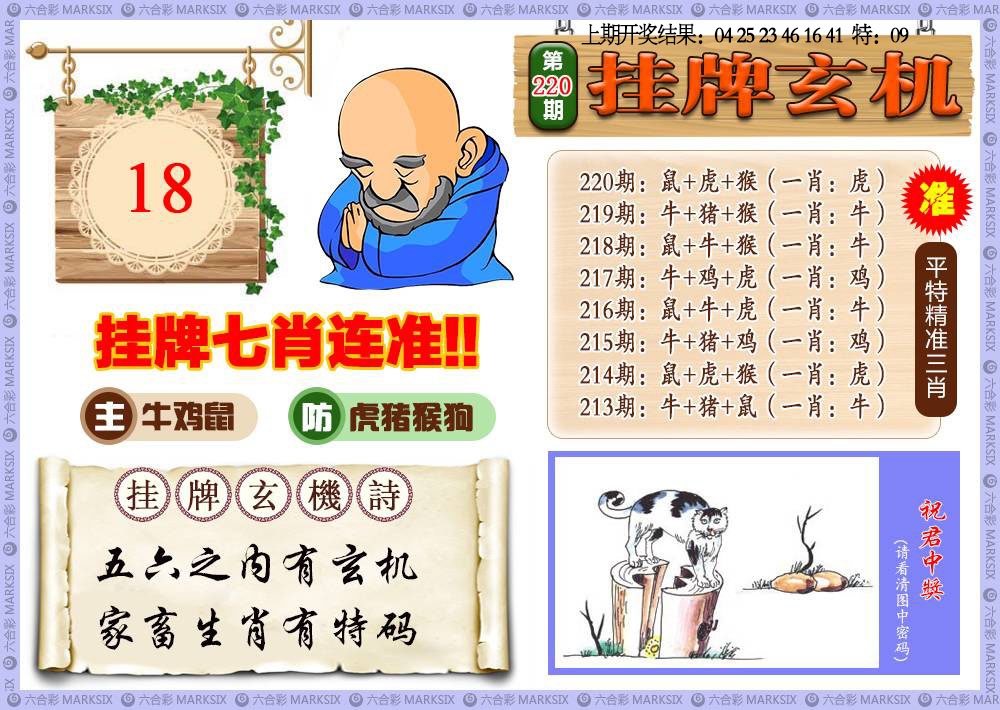 上期开奖结果：04 25 23 46 16 41 特：09
第220期
挂牌玄机
18
挂牌七肖连准!!
主 牛鸡鼠
防 虎猪猴狗
挂牌玄機詩
五六之内有玄机
家畜生肖有特码
220期：鼠+虎+猴（一肖：虎）
219期：牛+猪+猴（一肖：牛）
218期：鼠+牛+猴（一肖：牛）
217期：牛+鸡+虎（一肖：鸡）
216期：鼠+牛+虎（一肖：牛）
215期：牛+猪+鸡（一肖：鸡）
214期：鼠+虎+猴（一肖：虎）
213期：牛+猪+鼠（一肖：牛）
准
平特精准三肖
祝君中奖
（请看清图中密码）
六合彩 MARKSIX